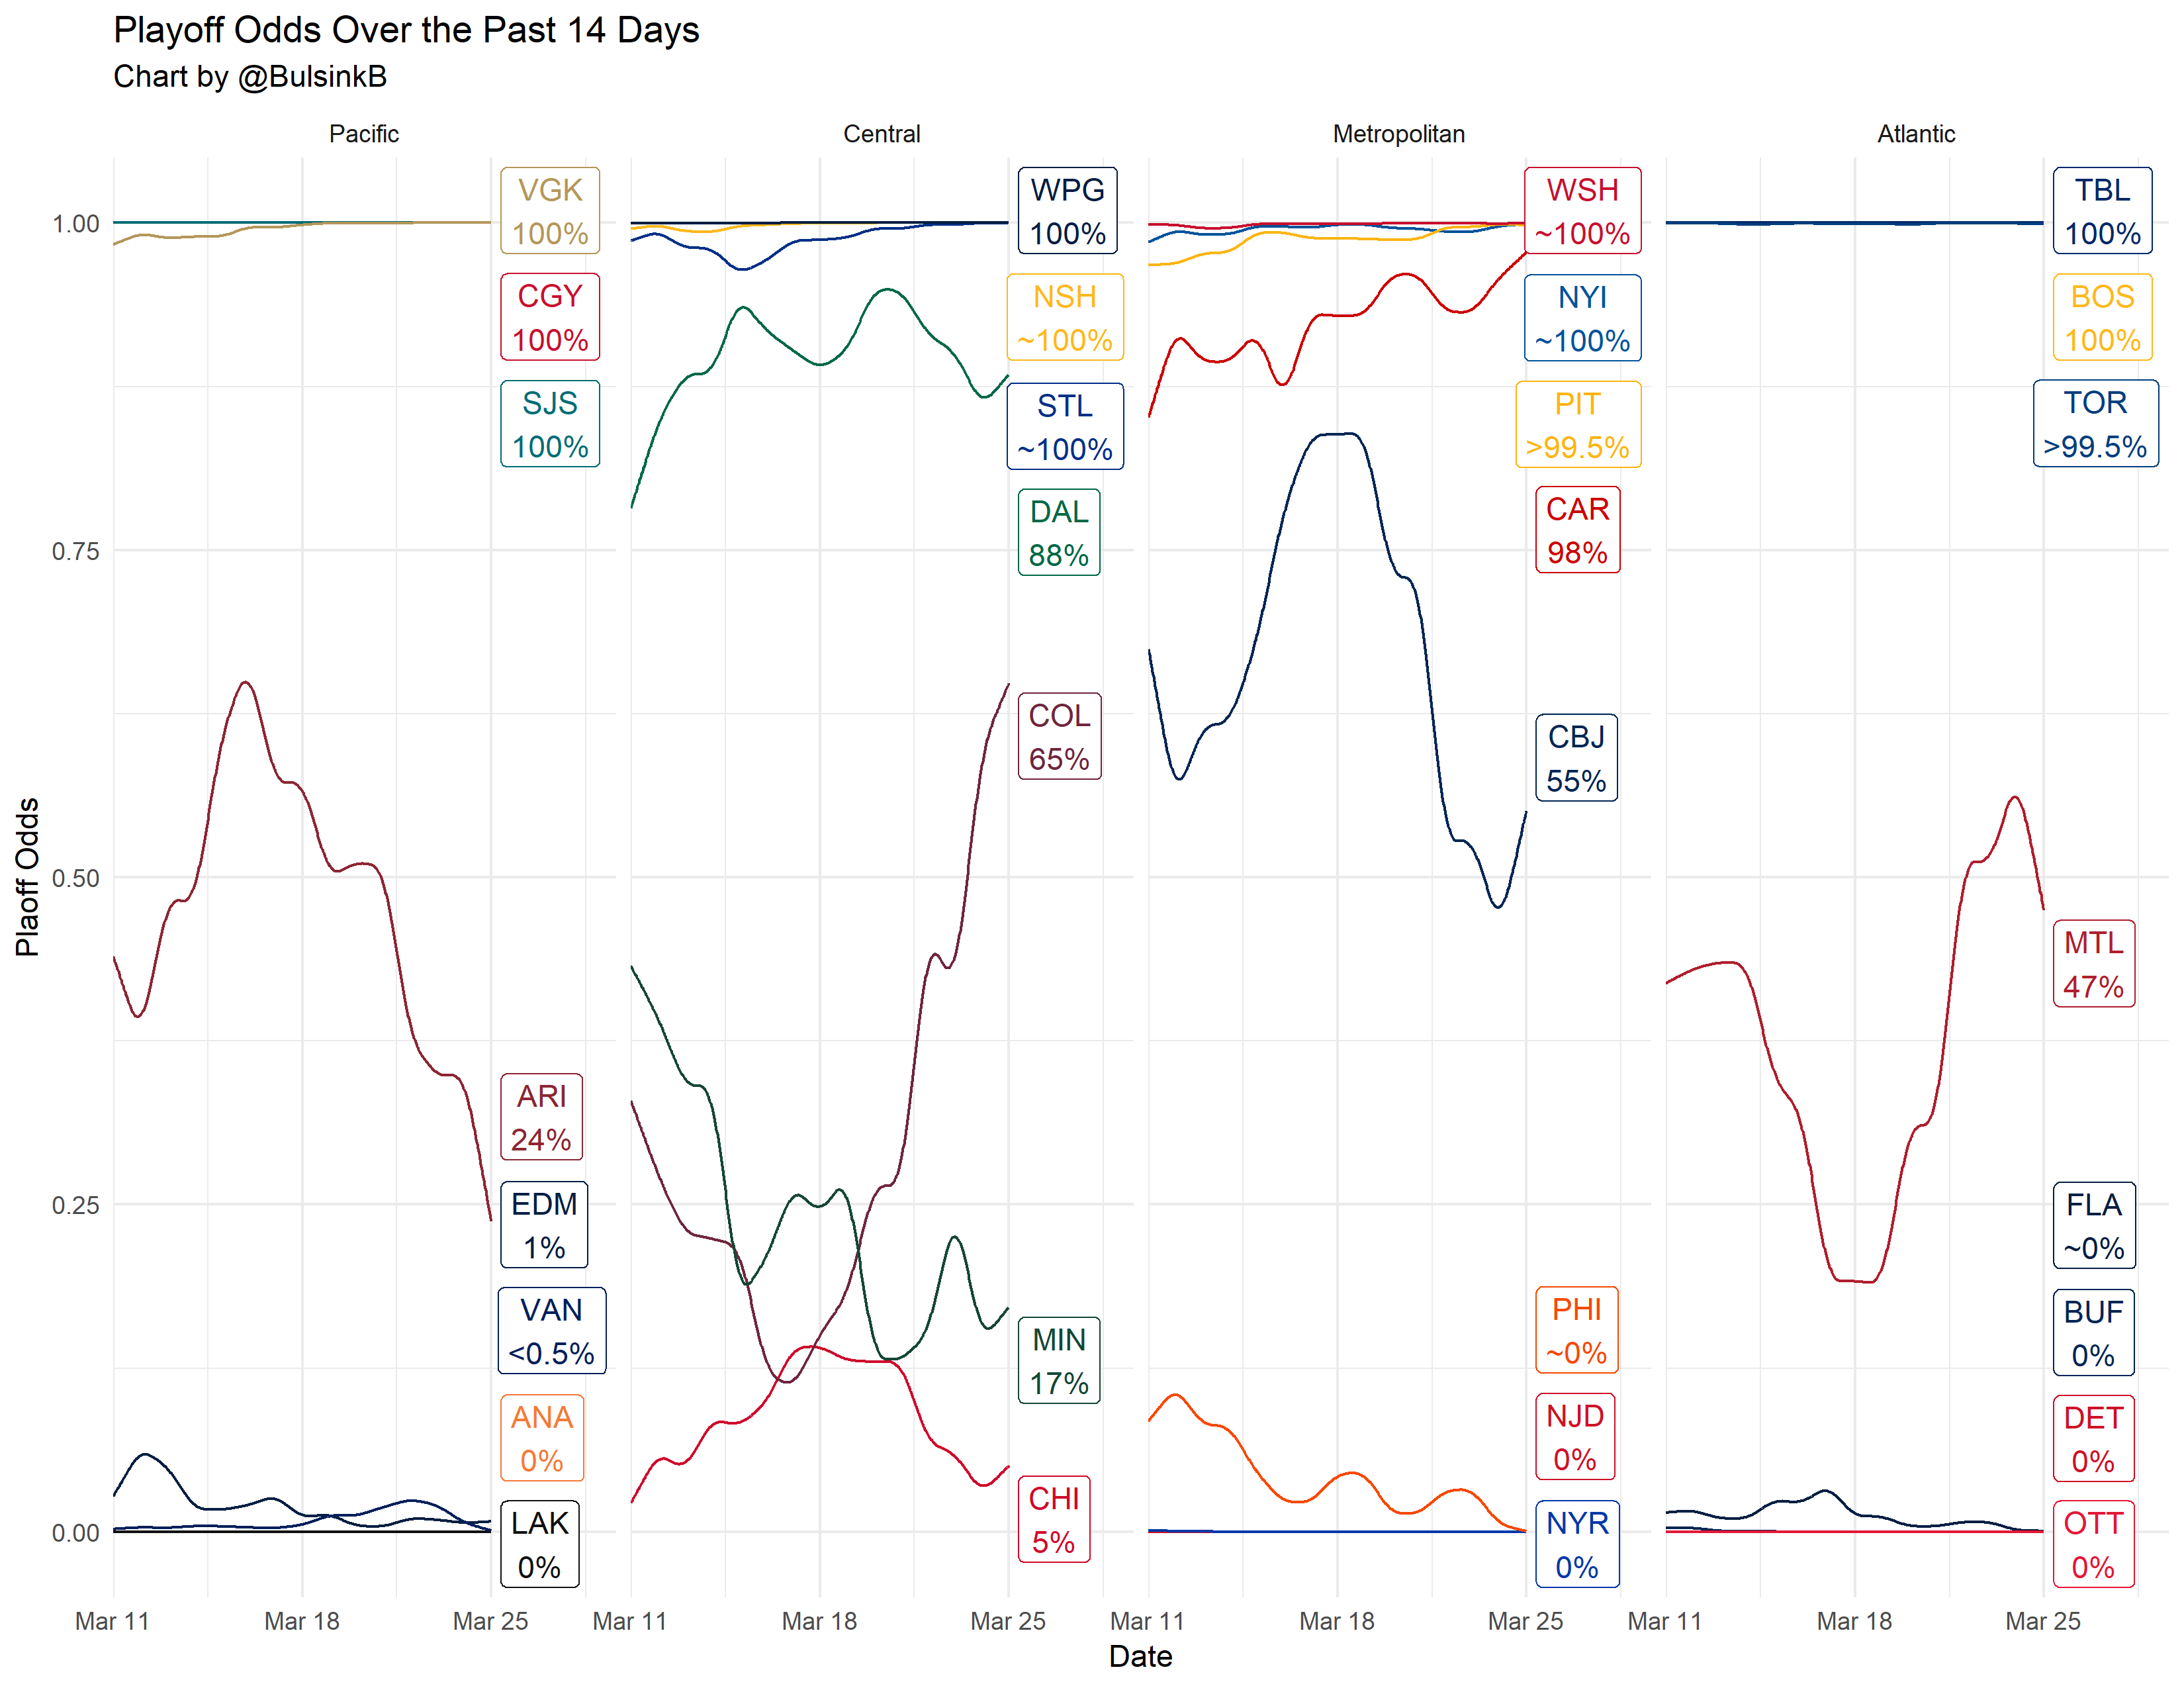 Playoff Odds Over the Past 14 Days
Chart by @BulsinkB
Pacific
Central
Metropolitan
Atlantic
Plaoff Odds
1.00
0.75
0.50
0.25
0.00
VGK
100%
CGY
100%
SJS
100%
ARI
24%
EDM
1%
VAN
<0.5%
ANA
0%
LAK
0%
WPG
100%
NSH
~100%
STL
~100%
DAL
88%
COL
65%
MIN
17%
CHI
5%
WSH
~100%
NYI
~100%
PIT
>99.5%
CAR
98%
CBJ
55%
PHI
~0%
NJD
0%
NYR
0%
TBL
100%
BOS
100%
TOR
>99.5%
MTL
47%
FLA
~0%
BUF
0%
DET
0%
OTT
0%
Mar 11 Mar 18 Mar 25
Mar 11 Mar 18 Mar 25
Mar 11 Mar 18 Mar 25
Mar 11 Mar 18 Mar 25
Date